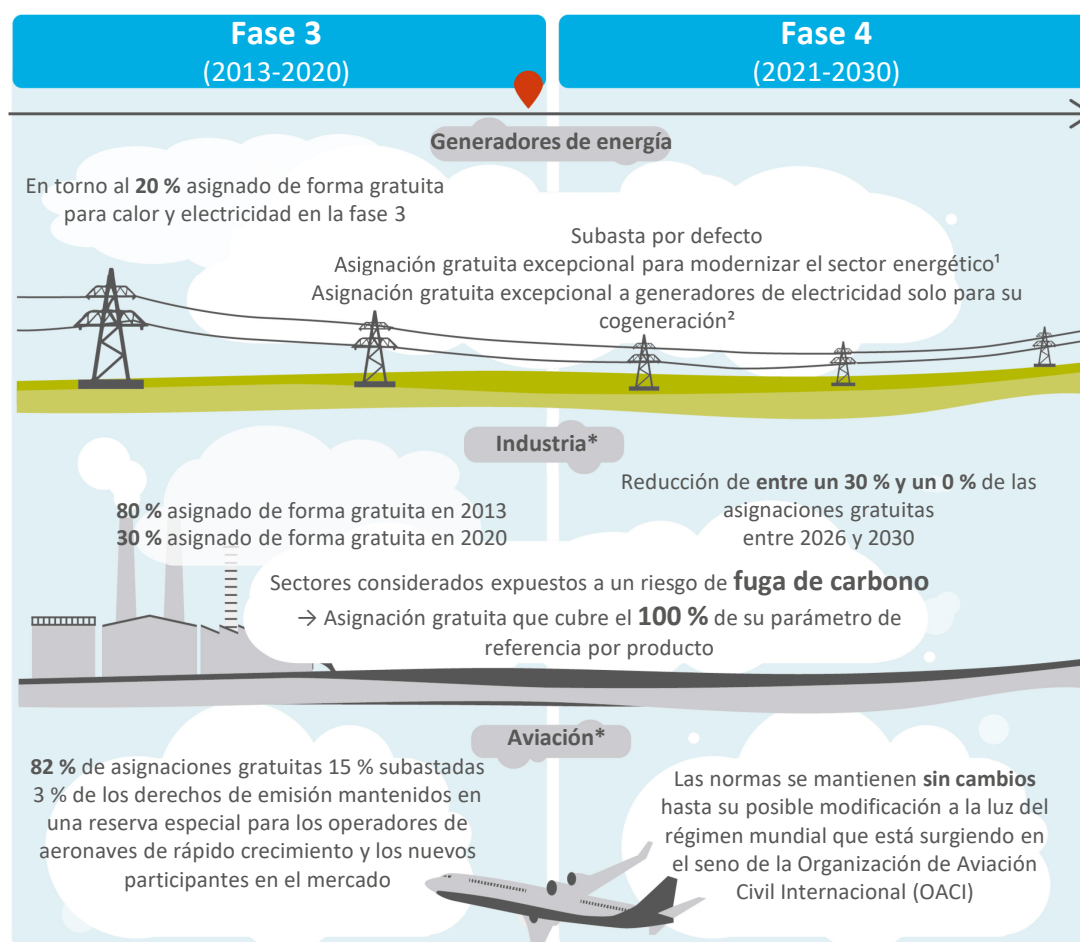 Fase 3
(2013-2020)
Fase 4
(2021-2030)
Generadores de energía
En torno al 20 % asignado de forma gratuita
para calor y electricidad en la fase 3
Subasta por defecto
Asignación gratuita excepcional para modernizar el sector energético¹
Asignación gratuita excepcional a generadores de electricidad solo para su
cogeneración²
Industria*
80 % asignado de forma gratuita en 2013
30 % asignado de forma gratuita en 2020
Reducción de entre un 30 % y un 0 % de las
asignaciones gratuitas
entre 2026 y 2030
Sectores considerados expuestos a un riesgo de fuga de carbono
→ Asignación gratuita que cubre el 100 % de su parámetro de
referencia por producto
Aviación*
82 % de asignaciones gratuitas 15 % subastadas
3 % de los derechos de emisión mantenidos en
una reserva especial para los operadores de
aeronaves de rápido crecimiento y los nuevos
participantes en el mercado
Las normas se mantienen sin cambios
hasta su posible modificación a la luz del
régimen mundial que está surgiendo en
el seno de la Organización de Aviación
Civil Internacional (OACI)